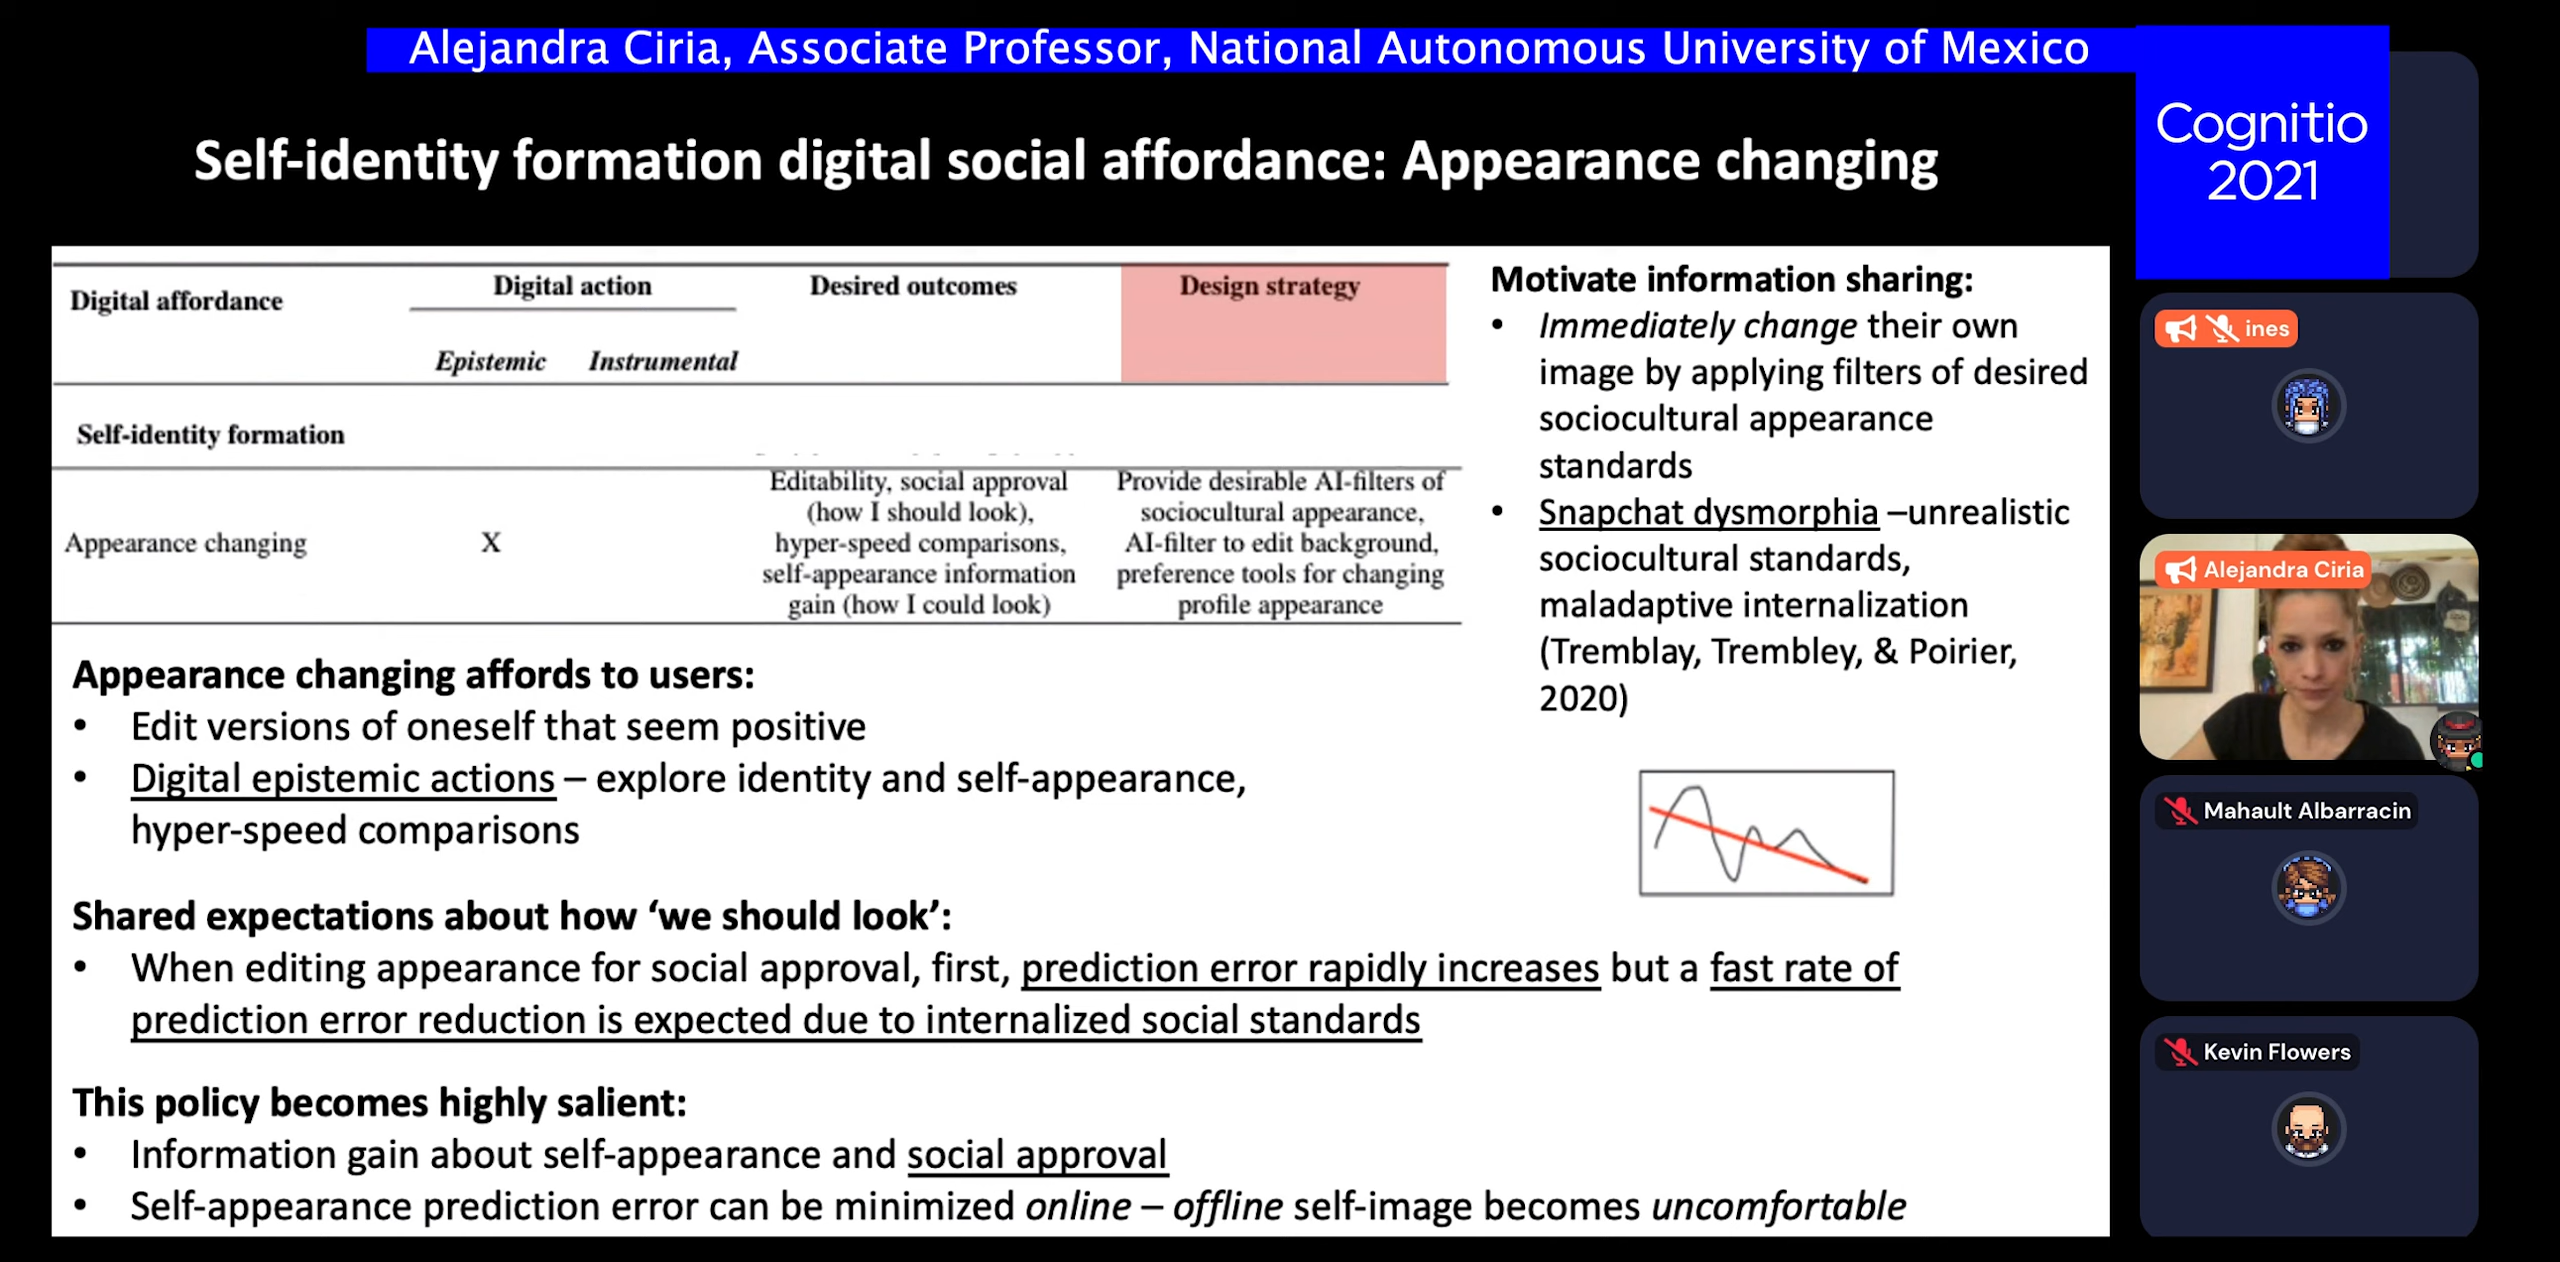 Alejandra Ciria, Associate Professor, National Autonomous University of Mexico
Cognitio
2021
Self-identity formation digital social affordance: Appearance changing
Digital affordance
Digital action
Desired outcomes
Design strategy
Epistemic
Instrumental
Self-identity formation
Appearance changing
X
Editability, social approval
(how I should look),
hyper-speed comparisons,
self-appearance information
gain (how I could look)
Provide desirable AI-filters of
sociocultural appearance,
AI-filter to edit background,
preference tools for changing
profile appearance
Motivate information sharing:
• Immediately change their own
image by applying filters of desired
sociocultural appearance
standards
• Snapchat dysmorphia –unrealistic
sociocultural standards,
maladaptive internalization
(Tremblay, Trembley, & Poirier,
2020)
Appearance changing affords to users:
• Edit versions of oneself that seem positive
• Digital epistemic actions – explore identity and self-appearance,
hyper-speed comparisons
Shared expectations about how ‘we should look’:
• When editing appearance for social approval, first, prediction error rapidly increases but a fast rate of
prediction error reduction is expected due to internalized social standards
This policy becomes highly salient:
• Information gain about self-appearance and social approval
• Self-appearance prediction error can be minimized online – offline self-image becomes uncomfortable
ines
Alejandra Ciria
Mahault Albarracin
Kevin Flowers